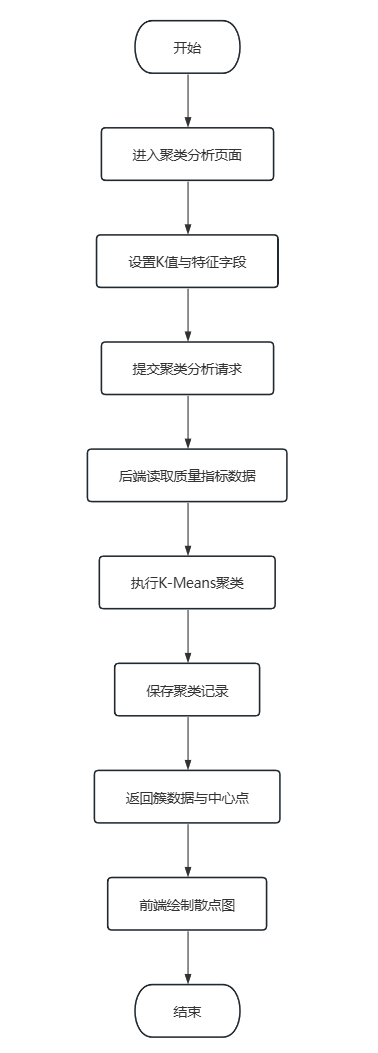 开始
进入聚类分析页面
设置K值与特征字段
提交聚类分析请求
后端读取质量指标数据
执行K-Means聚类
保存聚类记录
返回簇数据与中心点
前端绘制散点图
结束